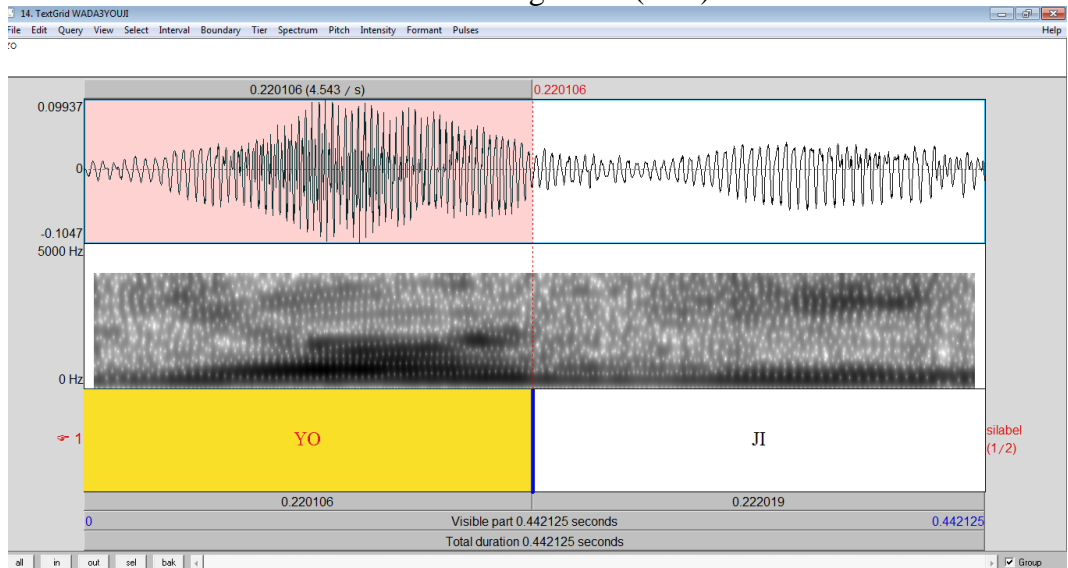 14. TextGrid WADA3YOUJI
File Edit Query View Select Interval Boundary Tier Spectrum Pitch Intensity Formant Pulses Help
0.220106 (4.543 / s) 0.220106
0.09937
0
-0.1047
5000 Hz
0 Hz
1 YO JI silabel
(1/2)
0.220106 0.222019
0 Visible part 0.442125 seconds 0.442125
Total duration 0.442125 seconds
all in out sel bak Group